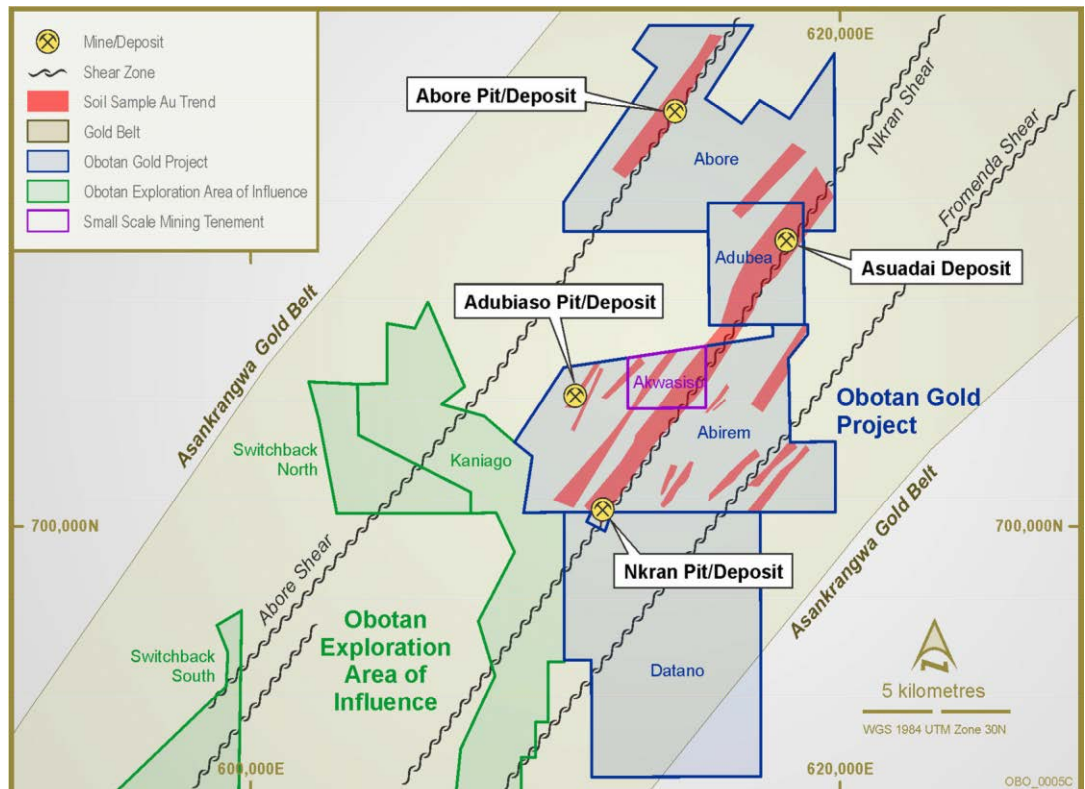 Mine/Deposit
Shear Zone
Soil Sample Au Trend
Gold Belt
Obotan Gold Project
Obotan Exploration Area of Influence
Small Scale Mining Tenement
620,000E
Abore Pit/Deposit
Abore
Nkran Shear
Fromenda Shear
Adubea
Asuadai Deposit
Asankrangwa Gold Belt
Adubiaso Pit/Deposit
Akwasiso
Obotan Gold
Project
Abirem
Switchback
North
Kaniago
700,000N
700,000N
Nkran Pit/Deposit
Abore Shear
Asankrangwa Gold Belt
Obotan
Exploration
Area of
Influence
Switchback
South
Datano
N
5 kilometres
WGS 1984 UTM Zone 30N
600,000E
620,000E
OBO_0005C